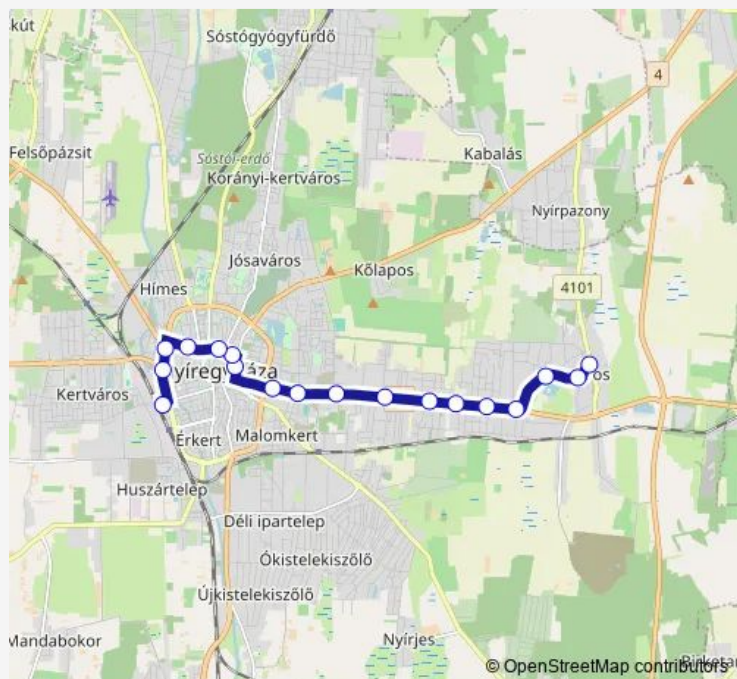 skút
Sóstógyógyfürdő
4
Felsőpázsit
Sóstói-erdő
Kabalás
Korányi-kertváros
Nyírpazony
Jósaváros
Kőlapos
Hímes
4101
Kertváros
Érkert
Malomkert
Huszártelep
Déli ipartelep
Ókistelekiszőlő
Újkistelekiszőlő
Mandabokor
Nyírjes
© OpenStreetMap contributors